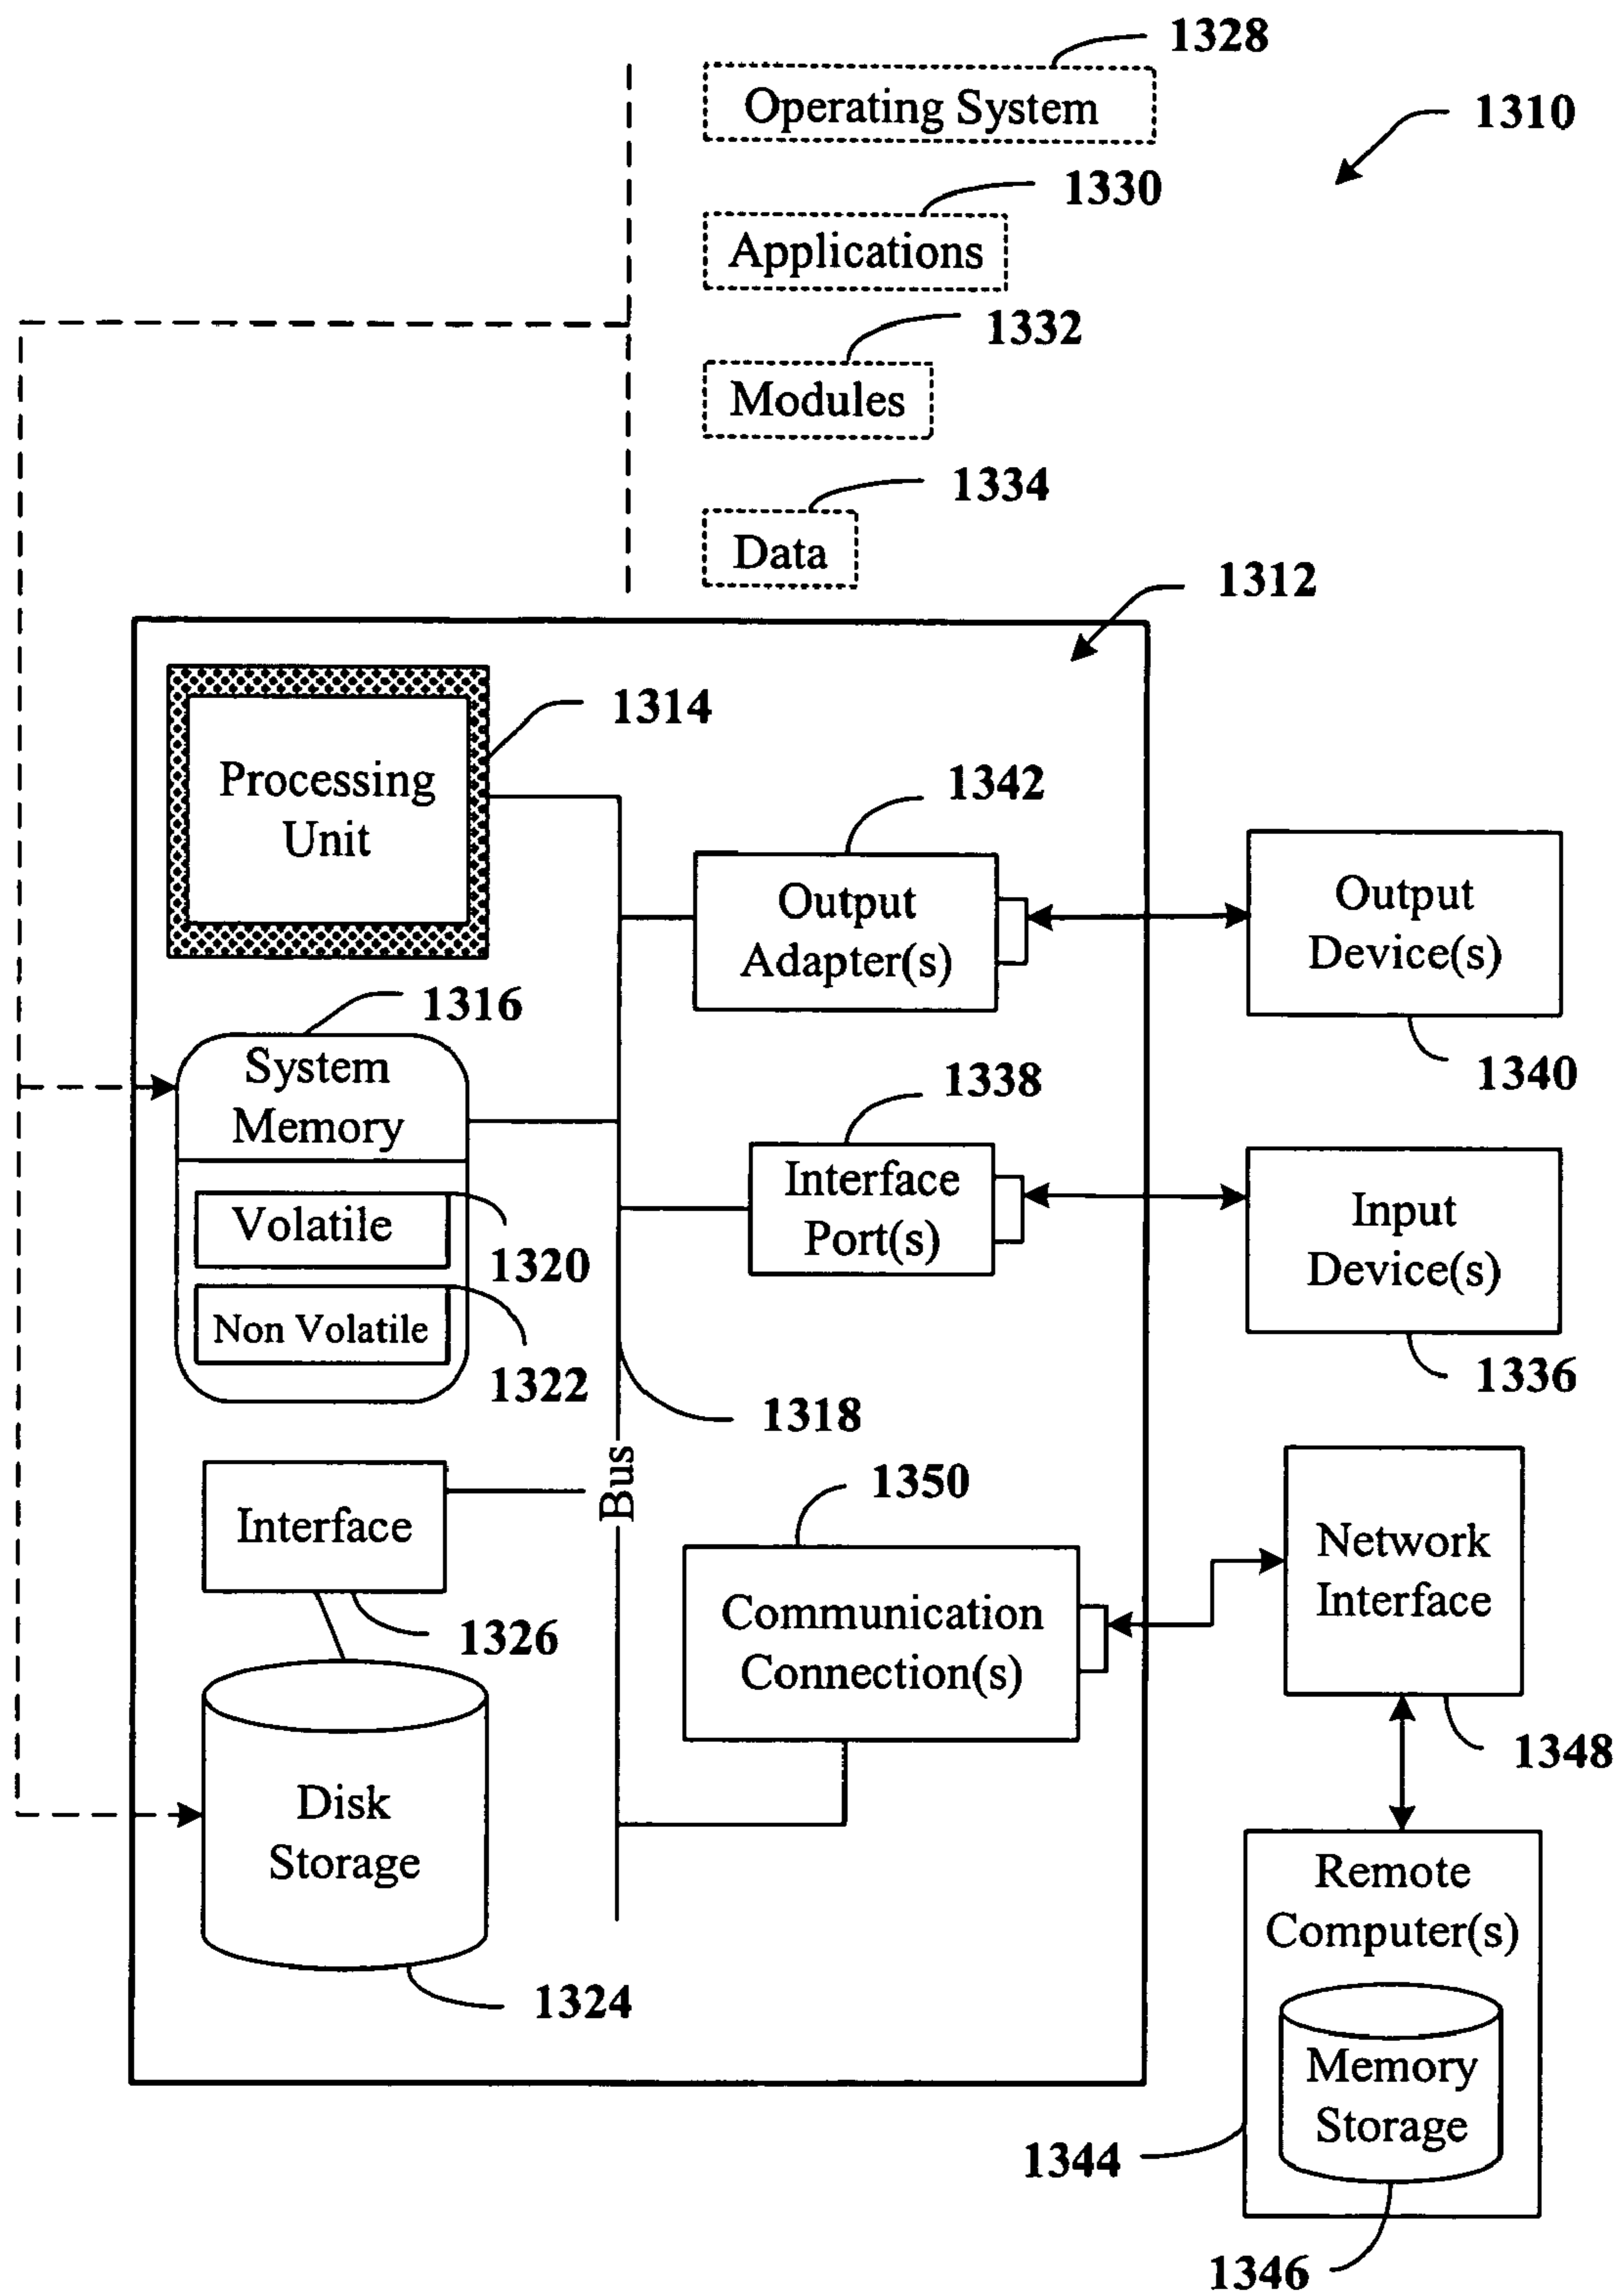 1328
Operating System
1310
1330
Applications
1332
Modules
1334
Data
1312
1314
Processing
Unit
1342
Output
Adapter(s)
Output
Device(s)
1340
1316
System
Memory
1338
Interface
Port(s)
Input
Device(s)
1336
Volatile
1320
Non Volatile
1322
1318
Bus
1350
Interface
1326
Communication
Connection(s)
Network
Interface
1348
Disk
Storage
1324
Remote
Computer(s)
Memory
Storage
1344
1346